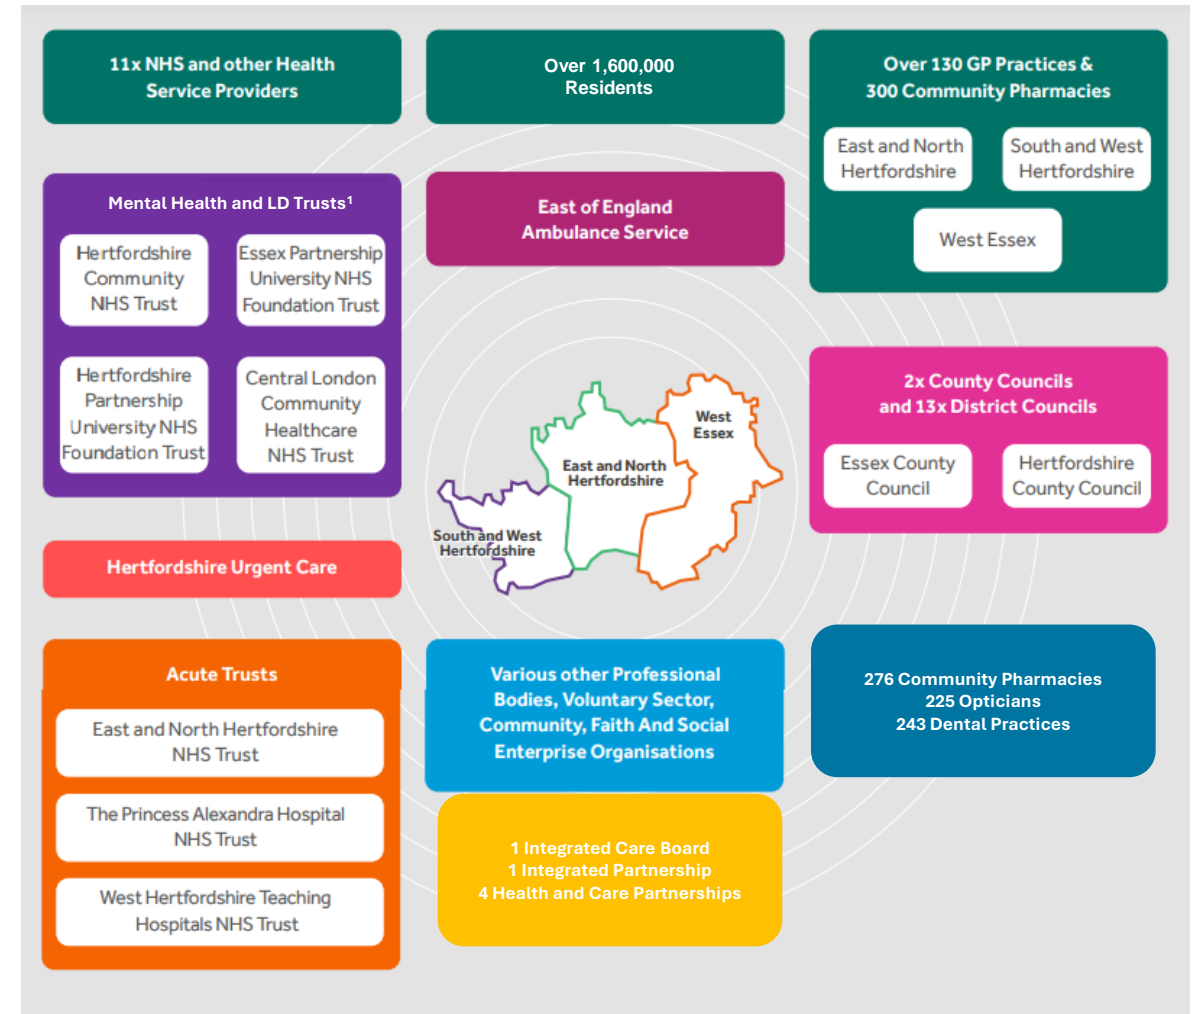 11x NHS and other Health
Service Providers
Over 1,600,000
Residents
Over 130 GP Practices &
300 Community Pharmacies
East and North
Hertfordshire
South and West
Hertfordshire
West Essex
Mental Health and LD Trusts¹
Hertfordshire
Community
NHS Trust
Essex Partnership
University NHS
Foundation Trust
Hertfordshire
Partnership
University NHS
Foundation Trust
Central London
Community
Healthcare
NHS Trust
East of England
Ambulance Service
2x County Councils
and 13x District Councils
Essex County
Council
Hertfordshire
County Council
West
Essex
East and North
Hertfordshire
South and West
Hertfordshire
Hertfordshire Urgent Care
Acute Trusts
East and North Hertfordshire
NHS Trust
The Princess Alexandra Hospital
NHS Trust
West Hertfordshire Teaching
Hospitals NHS Trust
Various other Professional
Bodies, Voluntary Sector,
Community, Faith And Social
Enterprise Organisations
276 Community Pharmacies
225 Opticians
243 Dental Practices
1 Integrated Care Board
1 Integrated Partnership
4 Health and Care Partnerships